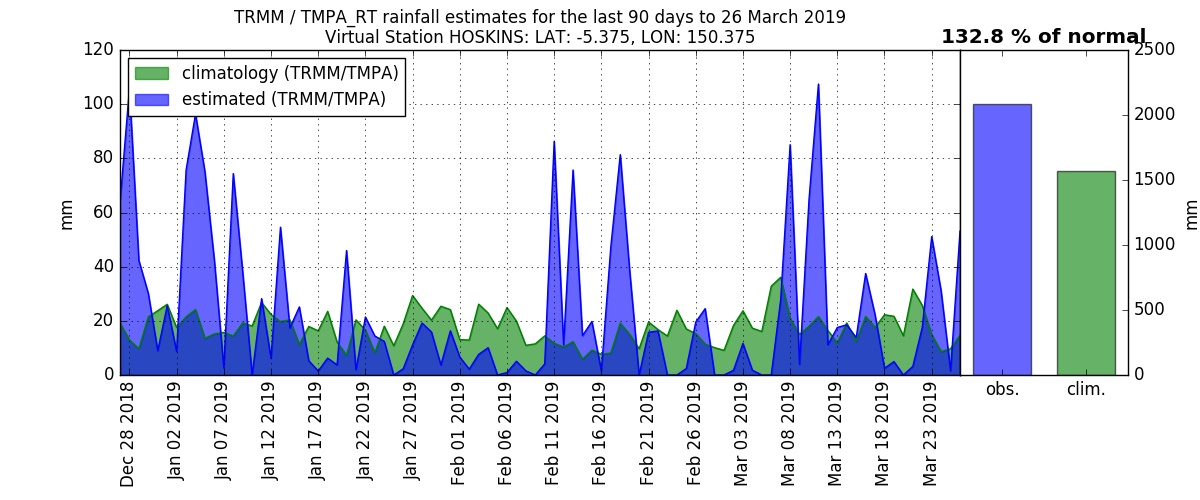 TRMM / TMPA_RT rainfall estimates for the last 90 days to 26 March 2019
Virtual Station HOSKINS: LAT: -5.375, LON: 150.375
132.8 % of normal
climatology (TRMM/TMPA)
estimated (TRMM/TMPA)
mm
120
100
80
60
40
20
0
Dec 28 2018
Jan 02 2019
Jan 07 2019
Jan 12 2019
Jan 17 2019
Jan 22 2019
Jan 27 2019
Feb 01 2019
Feb 06 2019
Feb 11 2019
Feb 16 2019
Feb 21 2019
Feb 26 2019
Mar 03 2019
Mar 08 2019
Mar 13 2019
Mar 18 2019
Mar 23 2019
obs.
clim.
2500
2000
1500
1000
500
0
mm